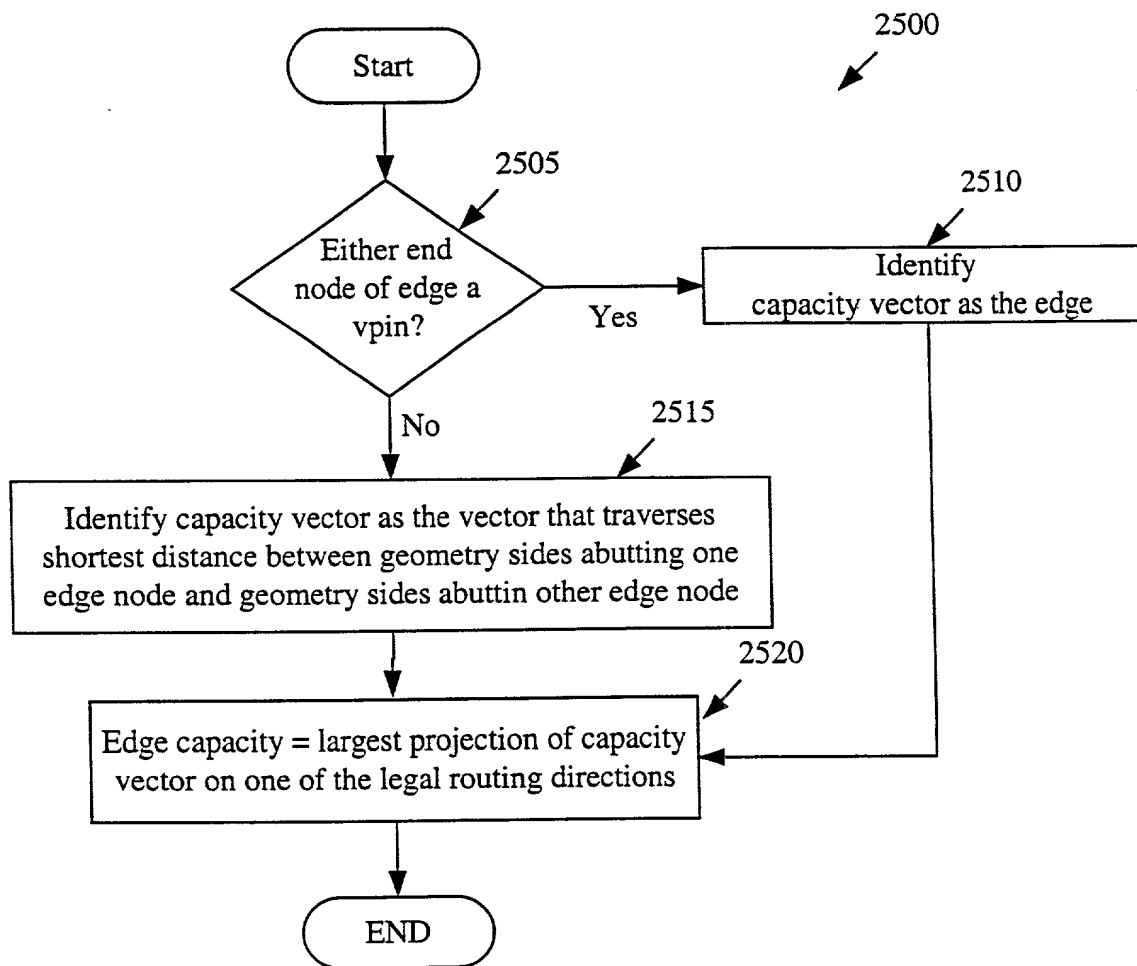 2500
Start
2505
Either end
node of edge a
vpin?
Yes
2510
Identify
capacity vector as the edge
No
2515
Identify capacity vector as the vector that traverses
shortest distance between geometry sides abutting one
edge node and geometry sides abuttin other edge node
2520
Edge capacity = largest projection of capacity
vector on one of the legal routing directions
END